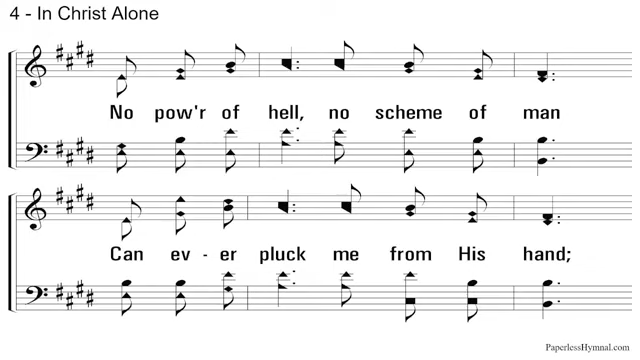 4 - In Christ Alone
No pow'r of hell, no scheme of man
Can ev - er pluck me from His hand;
PaperlessHymnal.com